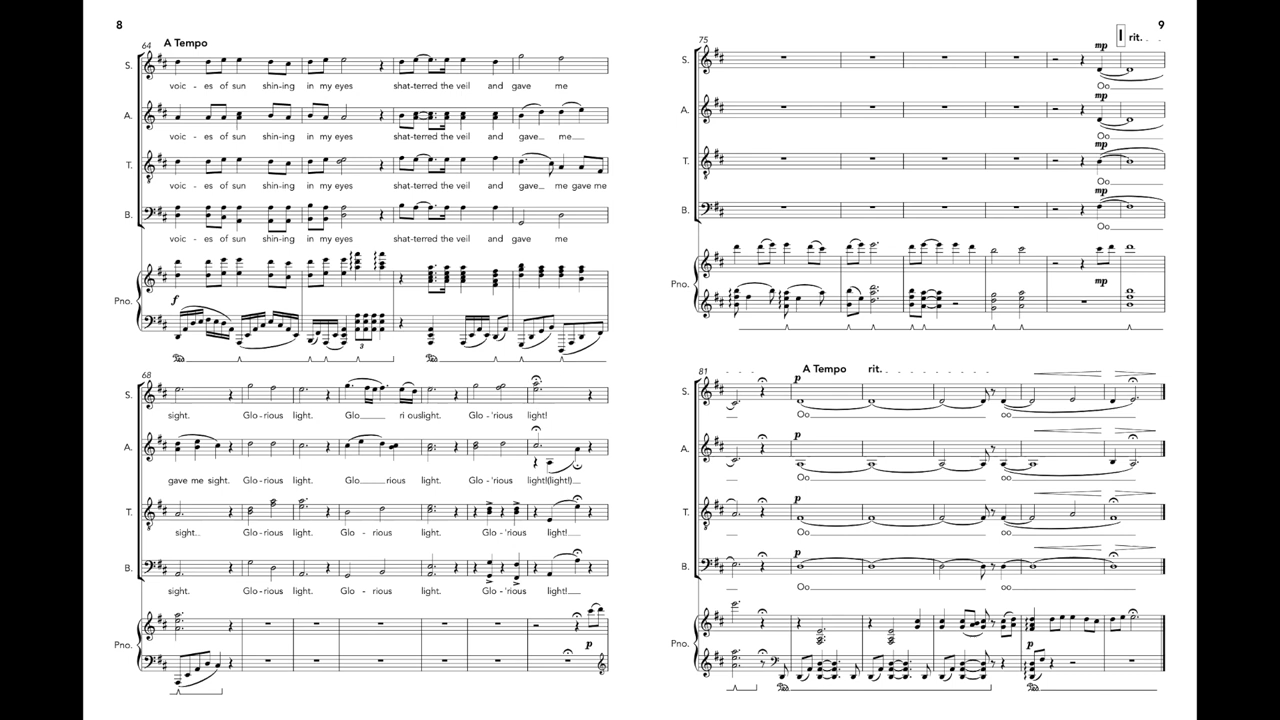 8
64 A Tempo
S.
voic - es of sun shin-ing in my eyes shat-terred the veil and gave me
A.
voic - es of sun shin-ing in my eyes shat-terred the veil and gave me
T.
voic - es of sun shin-ing in my eyes shat-terred the veil and gave me gave me
B.
voic - es of sun shin-ing in my eyes shat-terred the veil and gave me
Pno.
f
3
68
S.
sight. Glo-rious light. Glo rious light. Glo-'rious light!
A.
gave me sight. Glo-rious light. Glo rious light. Glo-'rious light!(light!)
T.
sight. Glo-rious light. Glo - rious light. Glo-'rious light!
B.
sight. Glo-rious light. Glo - rious light. Glo-'rious light!
Pno.
p
9
75 I rit.
S.
mp
Oo
A.
mp
Oo
T.
mp
Oo
B.
mp
Oo
Pno.
mp
81 A Tempo rit.
S.
p
Oo oo
A.
p
Oo oo
T.
p
Oo oo
B.
p
Oo oo
Pno.
p